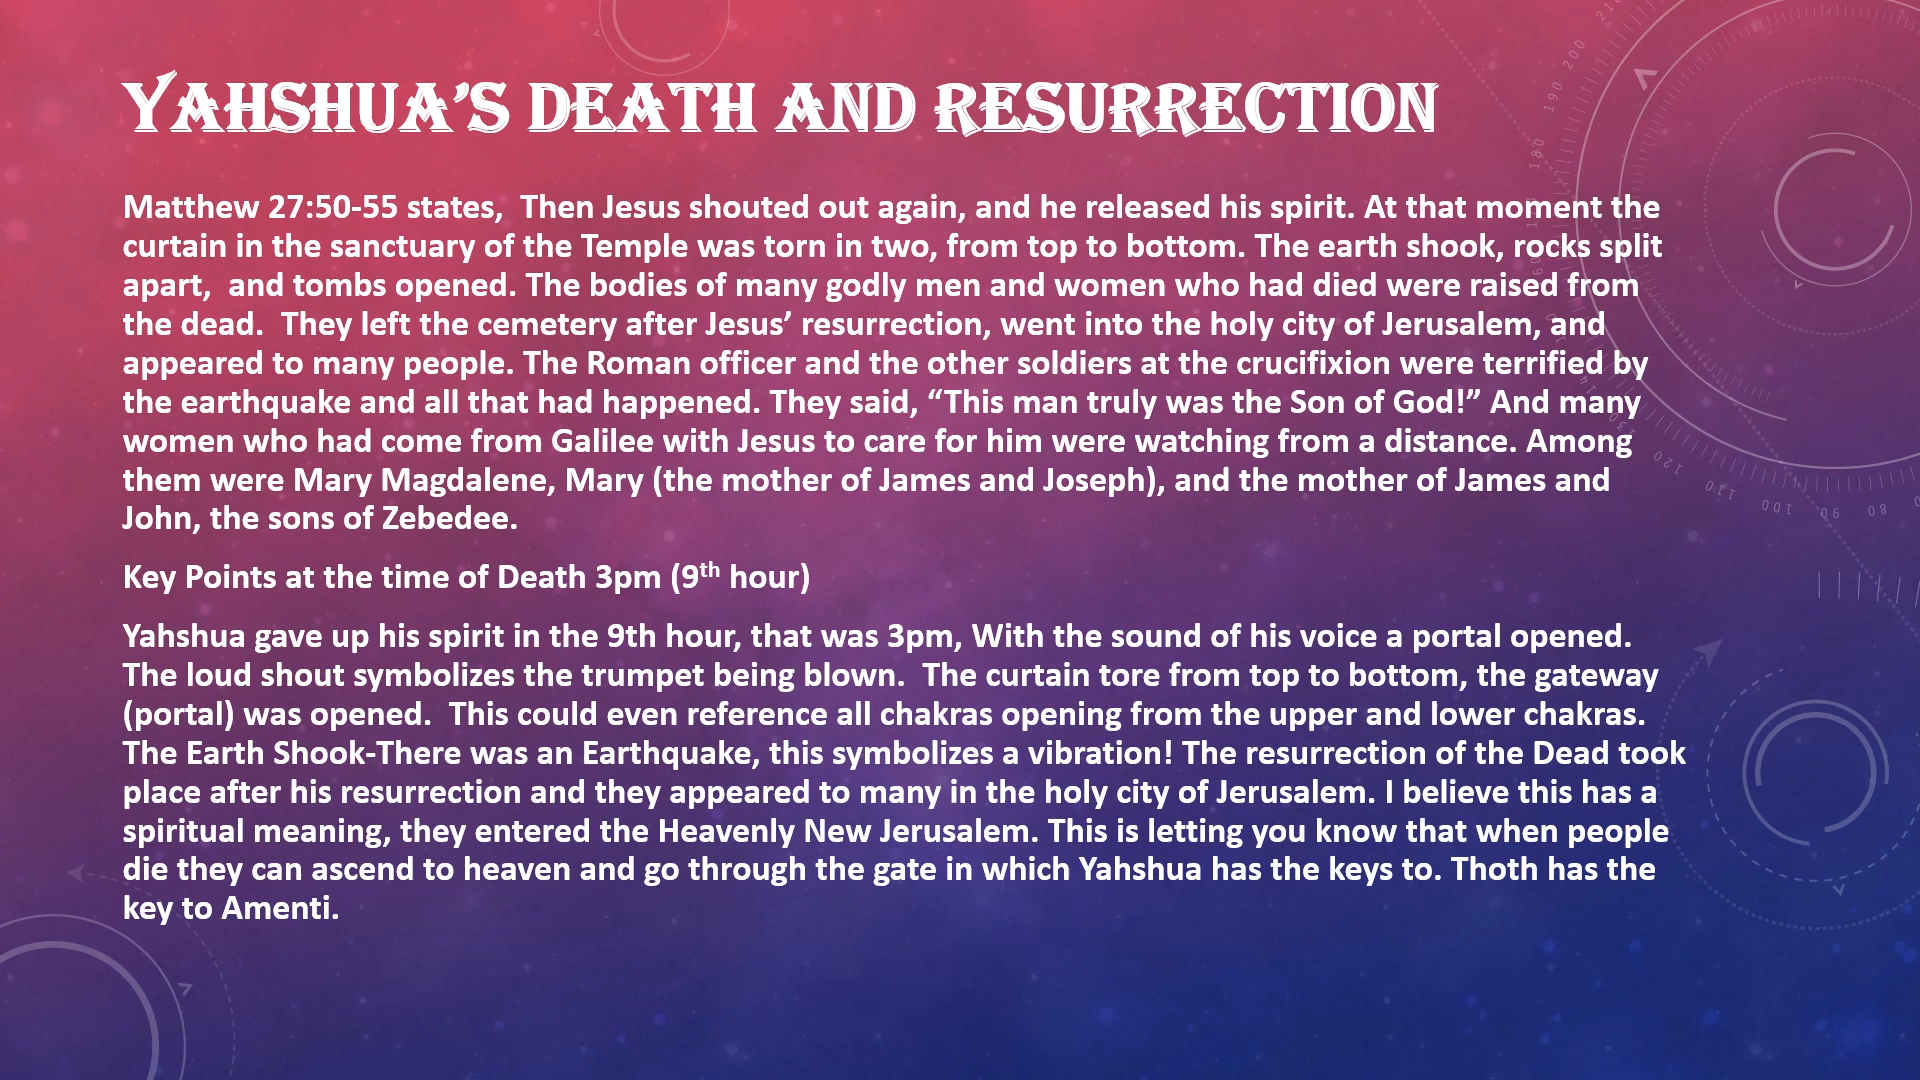 YAHSHUA’S DEATH AND RESURRECTION
Matthew 27:50-55 states,  Then Jesus shouted out again, and he released his spirit. At that moment the
curtain in the sanctuary of the Temple was torn in two, from top to bottom. The earth shook, rocks split
apart,  and tombs opened. The bodies of many godly men and women who had died were raised from
the dead.  They left the cemetery after Jesus’ resurrection, went into the holy city of Jerusalem, and
appeared to many people. The Roman officer and the other soldiers at the crucifixion were terrified by
the earthquake and all that had happened. They said, “This man truly was the Son of God!” And many
women who had come from Galilee with Jesus to care for him were watching from a distance. Among
them were Mary Magdalene, Mary (the mother of James and Joseph), and the mother of James and
John, the sons of Zebedee.
Key Points at the time of Death 3pm (9th hour)
Yahshua gave up his spirit in the 9th hour, that was 3pm, With the sound of his voice a portal opened.
The loud shout symbolizes the trumpet being blown.  The curtain tore from top to bottom, the gateway
(portal) was opened.  This could even reference all chakras opening from the upper and lower chakras.
The Earth Shook-There was an Earthquake, this symbolizes a vibration! The resurrection of the Dead took
place after his resurrection and they appeared to many in the holy city of Jerusalem. I believe this has a
spiritual meaning, they entered the Heavenly New Jerusalem. This is letting you know that when people
die they can ascend to heaven and go through the gate in which Yahshua has the keys to. Thoth has the
key to Amenti.
200
190
180
130
120
110
100
90
80